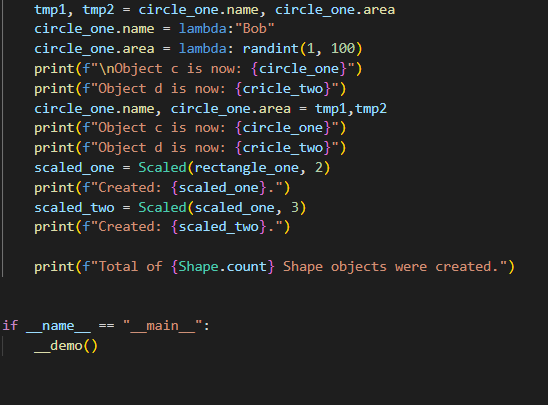 tmp1, tmp2 = circle_one.name, circle_one.area
circle_one.name = lambda:"Bob"
circle_one.area = lambda: randint(1, 100)
print(f"\nObject c is now: {circle_one}")
print(f"Object d is now: {cricle_two}")
circle_one.name, circle_one.area = tmp1,tmp2
print(f"Object c is now: {circle_one}")
print(f"Object d is now: {cricle_two}")
scaled_one = Scaled(rectangle_one, 2)
print(f"Created: {scaled_one}.")
scaled_two = Scaled(scaled_one, 3)
print(f"Created: {scaled_two}.")
print(f"Total of {Shape.count} Shape objects were created.")
if __name__ == "__main__":
__demo()